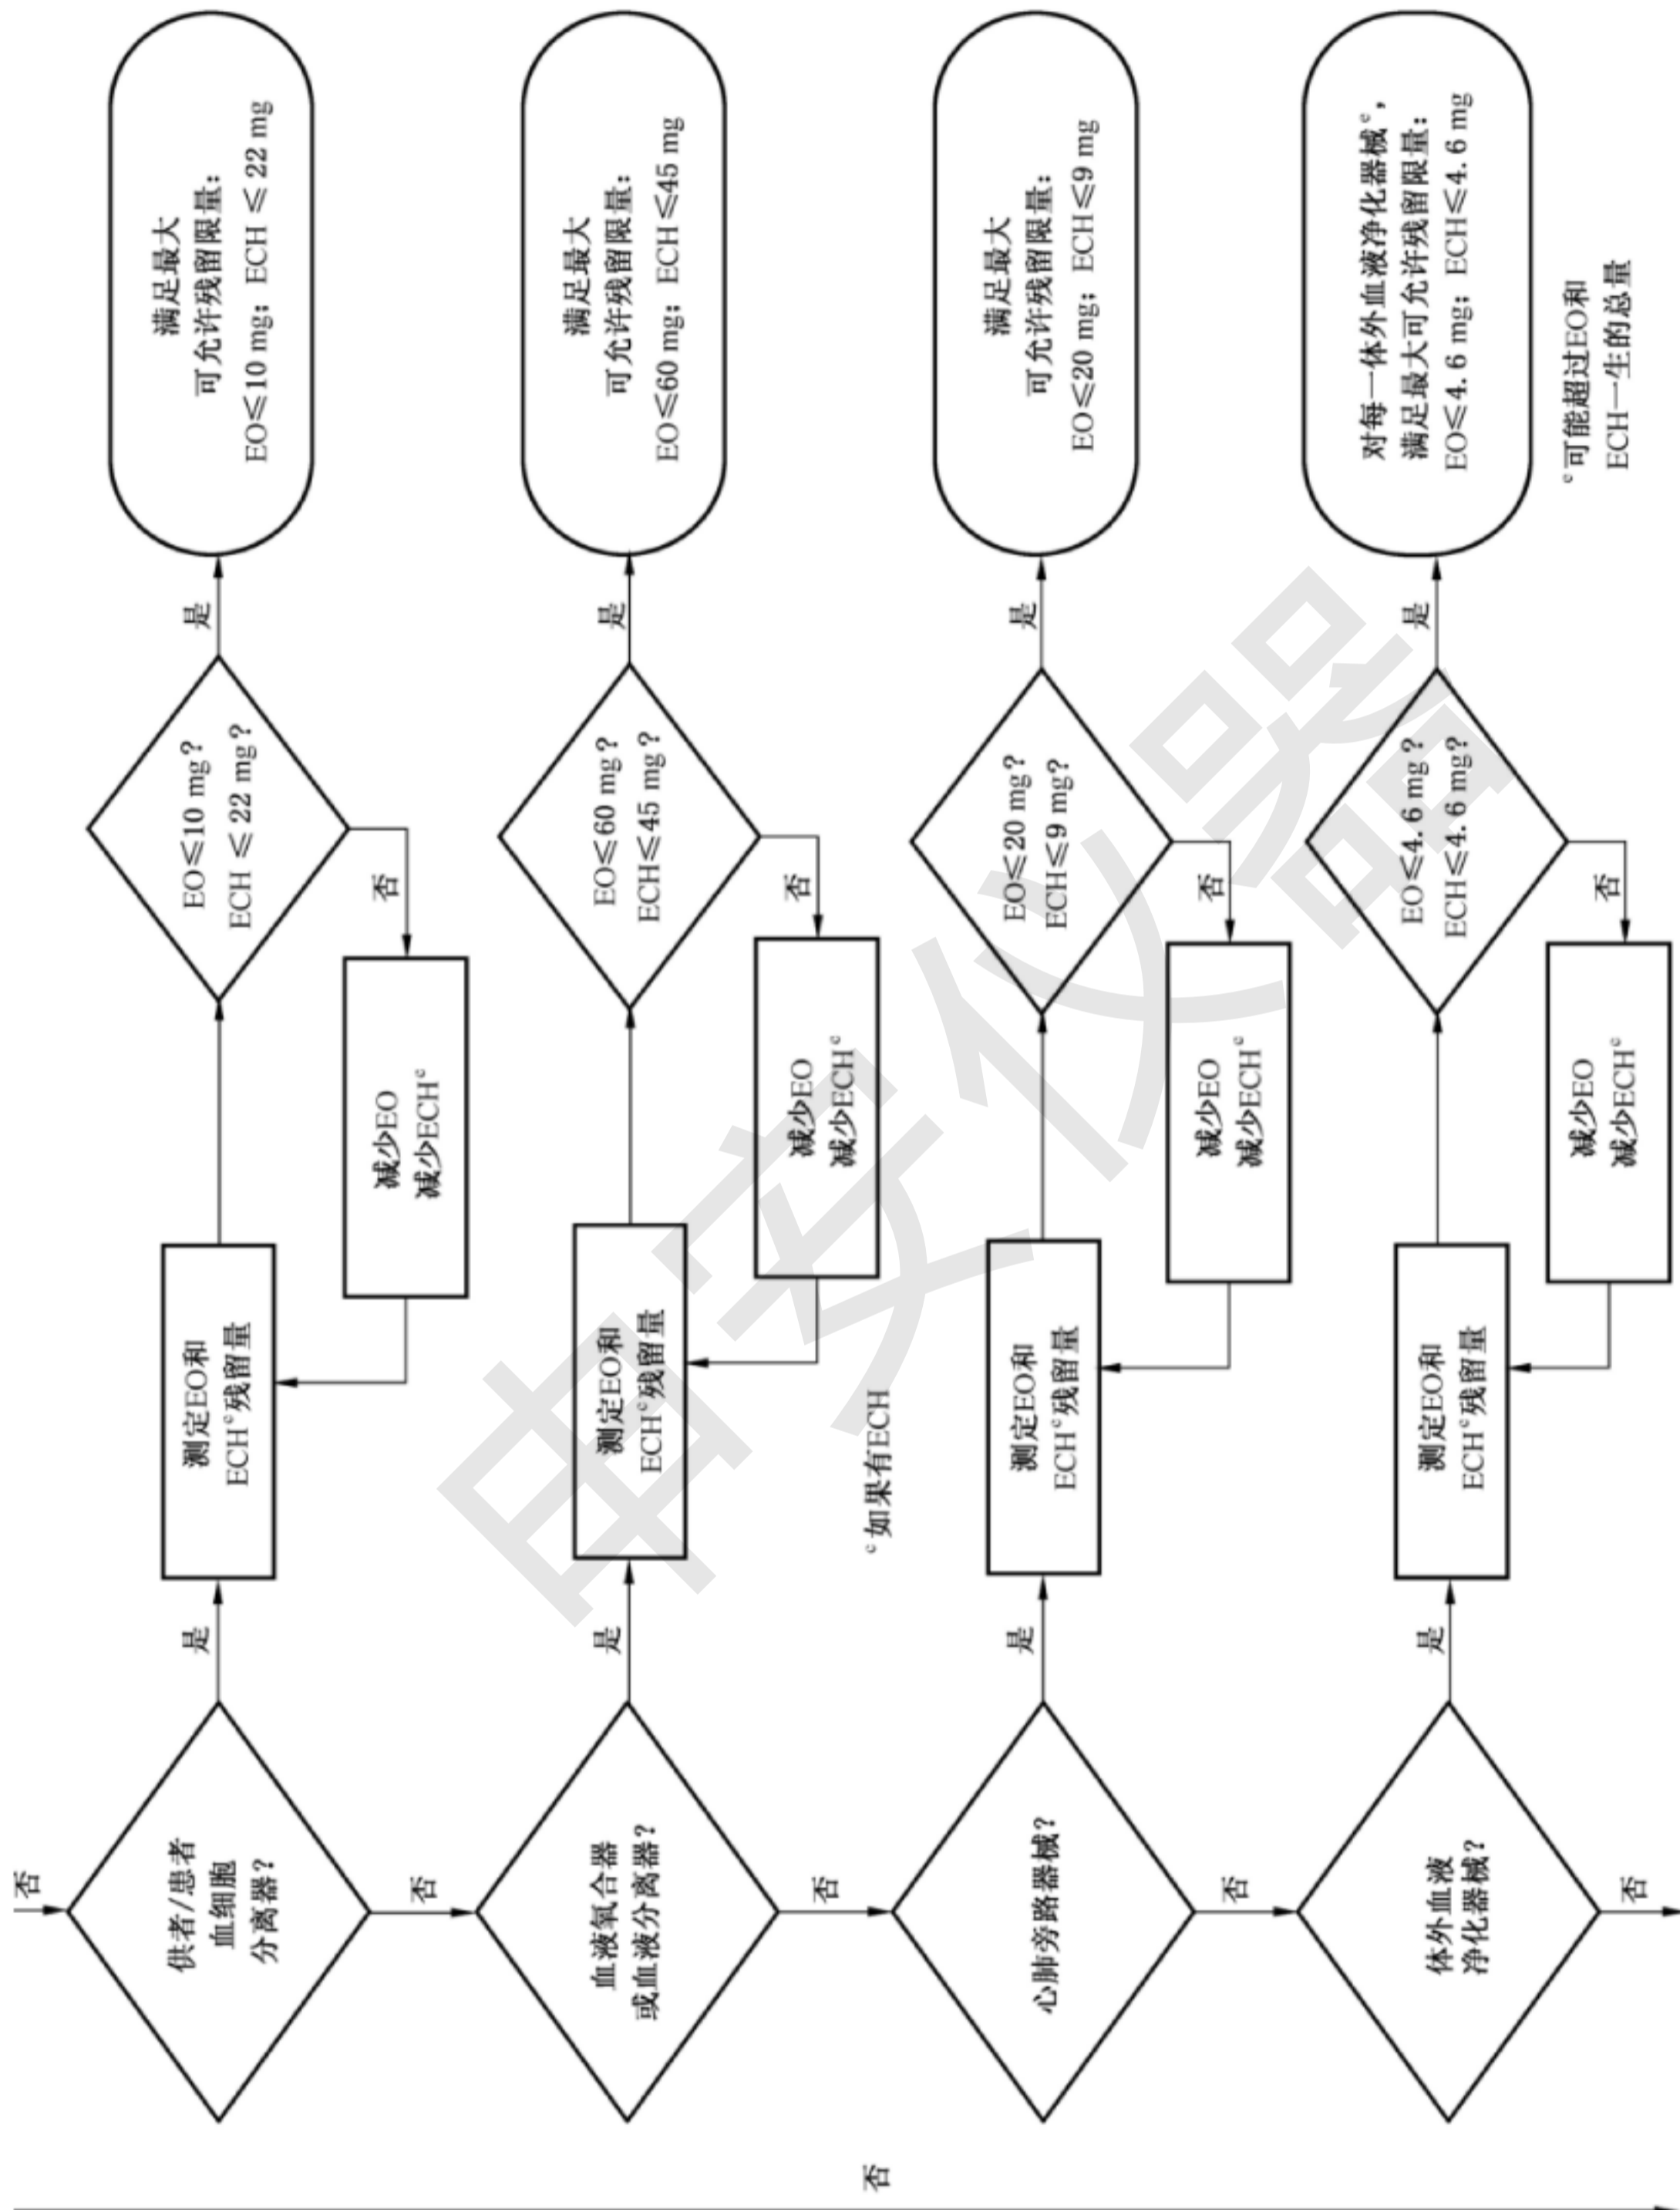 否
供者/患者
血细胞
分离器?
是
测定EO和
ECHᶜ残留量
EO≤10 mg?
ECH ≤ 22 mg?
是
满足最大
可允许残留限量:
EO≤10 mg; ECH ≤ 22 mg
否
减少EO
减少ECHᶜ
否
血液氧合器
或血液分离器?
是
测定EO和
ECHᶜ残留量
EO≤60 mg?
ECH≤45 mg?
是
满足最大
可允许残留限量:
EO≤60 mg; ECH ≤45 mg
否
减少EO
减少ECHᶜ
ᶜ如果有ECH
否
否
心肺旁路器械?
是
测定EO和
ECHᶜ残留量
EO≤20 mg?
ECH≤9 mg?
是
满足最大
可允许残留限量:
EO≤20 mg; ECH≤9 mg
否
减少EO
减少ECHᶜ
否
体外血液
净化器械?
是
测定EO和
ECHᶜ残留量
EO≤4.6 mg?
ECH≤4.6 mg?
是
对每一体外血液净化器械ᵉ,
满足最大可允许残留限量:
EO≤4.6 mg; ECH≤4.6 mg
否
减少EO
减少ECHᶜ
ᵉ可能超过EO和
ECH一生的总量
否
申安仪器